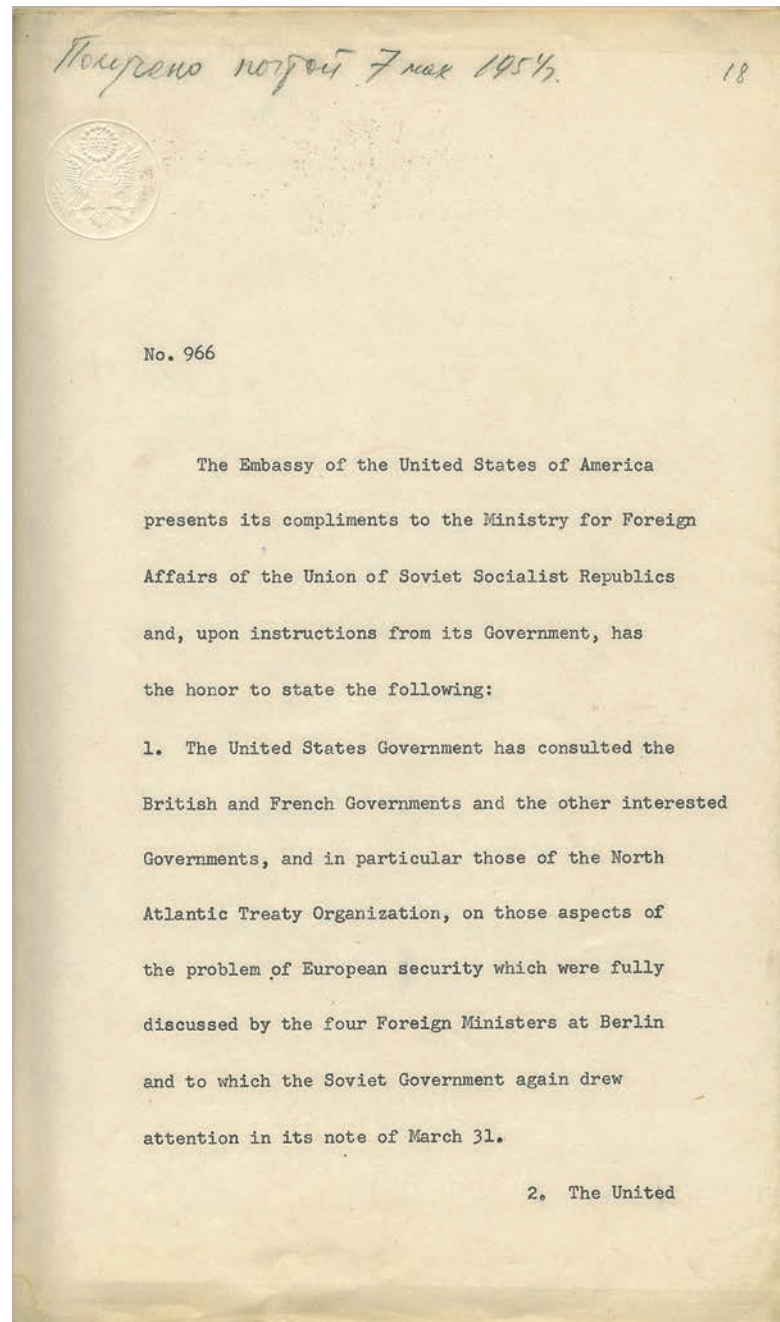 Получено почтой 7 мая 1954 г.
18
No. 966
The Embassy of the United States of America
presents its compliments to the Ministry for Foreign
Affairs of the Union of Soviet Socialist Republics
and, upon instructions from its Government, has
the honor to state the following:
1. The United States Government has consulted the
British and French Governments and the other interested
Governments, and in particular those of the North
Atlantic Treaty Organization, on those aspects of
the problem of European security which were fully
discussed by the four Foreign Ministers at Berlin
and to which the Soviet Government again drew
attention in its note of March 31.
2. The United